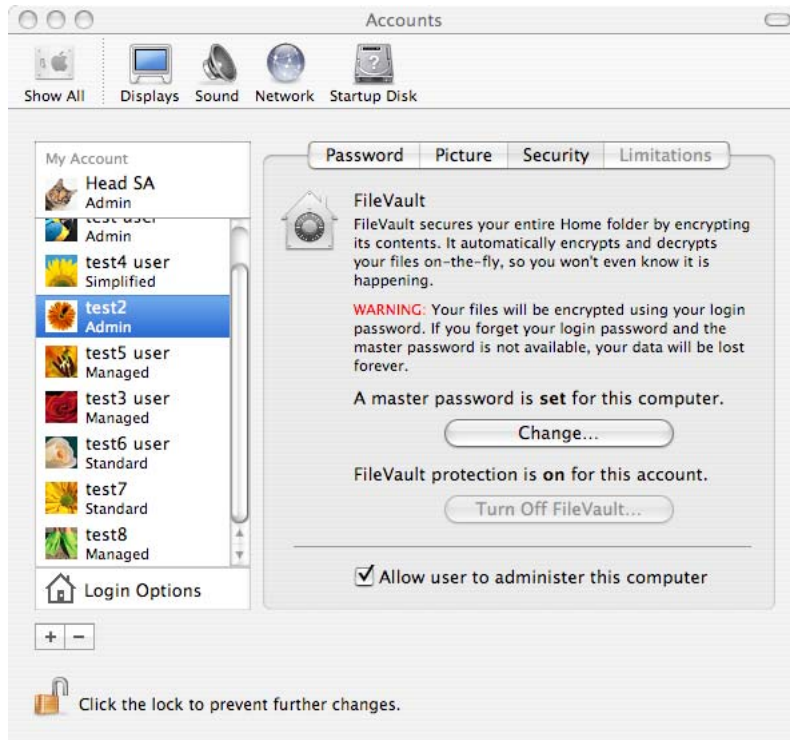 Accounts
Show All
Displays
Sound
Network
Startup Disk
My Account
Head SA
Admin
test user
Admin
test4 user
Simplified
test2
Admin
test5 user
Managed
test3 user
Managed
test6 user
Standard
test7
Standard
test8
Managed
Login Options
+ −
Password
Picture
Security
Limitations
FileVault
FileVault secures your entire Home folder by encrypting
its contents. It automatically encrypts and decrypts
your files on-the-fly, so you won't even know it is
happening.
WARNING: Your files will be encrypted using your login
password. If you forget your login password and the
master password is not available, your data will be lost
forever.
A master password is set for this computer.
Change...
FileVault protection is on for this account.
Turn Off FileVault...
Allow user to administer this computer
Click the lock to prevent further changes.